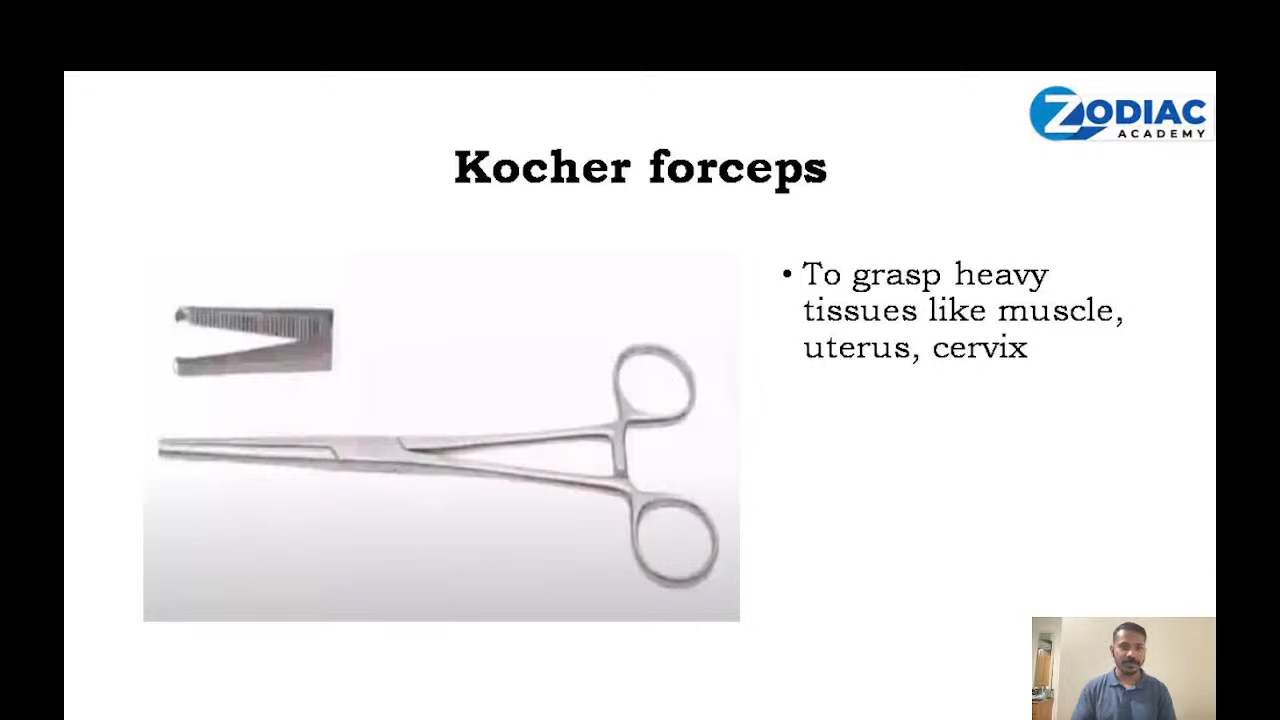 ZODIAC
ACADEMY
Kocher forceps
• To grasp heavy
tissues like muscle,
uterus, cervix